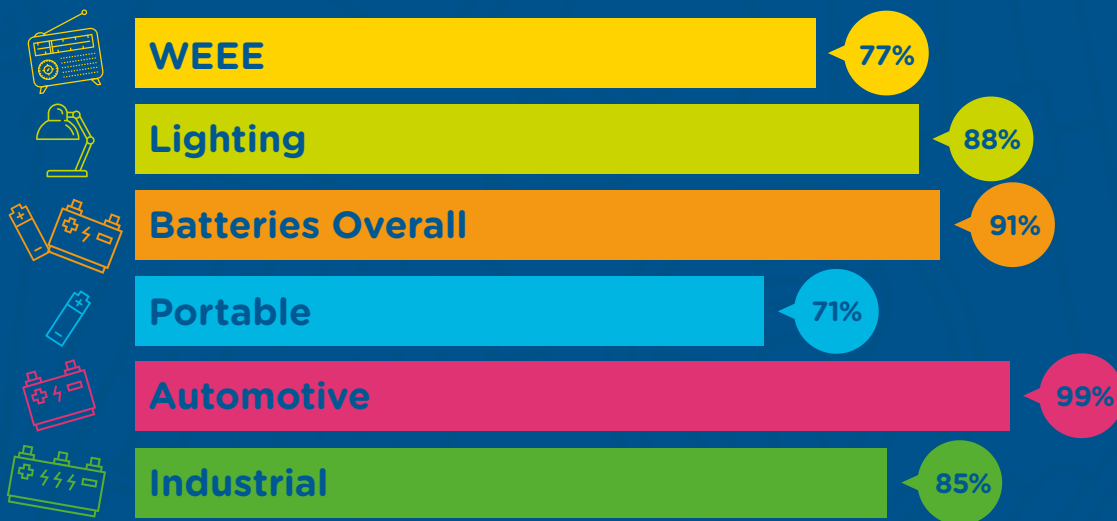 WEEE 77%
Lighting 88%
Batteries Overall 91%
Portable 71%
Automotive 99%
Industrial 85%